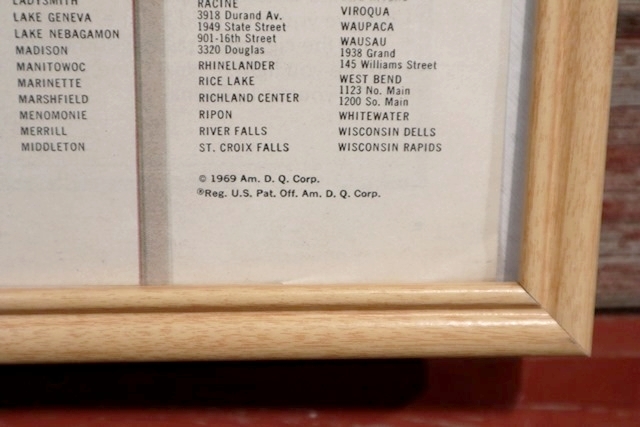 LADYSMITH
LAKE GENEVA
LAKE NEBAGAMON
MADISON
MANITOWOC
MARINETTE
MARSHFIELD
MENOMONIE
MERRILL
MIDDLETON
RACINE
3918 Durand Av.
1949 State Street
901-16th Street
3320 Douglas
RHINELANDER
RICE LAKE
RICHLAND CENTER
RIPON
RIVER FALLS
ST. CROIX FALLS
VIROQUA
WAUPACA
WAUSAU
1938 Grand
145 Williams Street
WEST BEND
1123 No. Main
1200 So. Main
WHITEWATER
WISCONSIN DELLS
WISCONSIN RAPIDS
© 1969 Am. D. Q. Corp.
®Reg. U.S. Pat. Off. Am. D. Q. Corp.